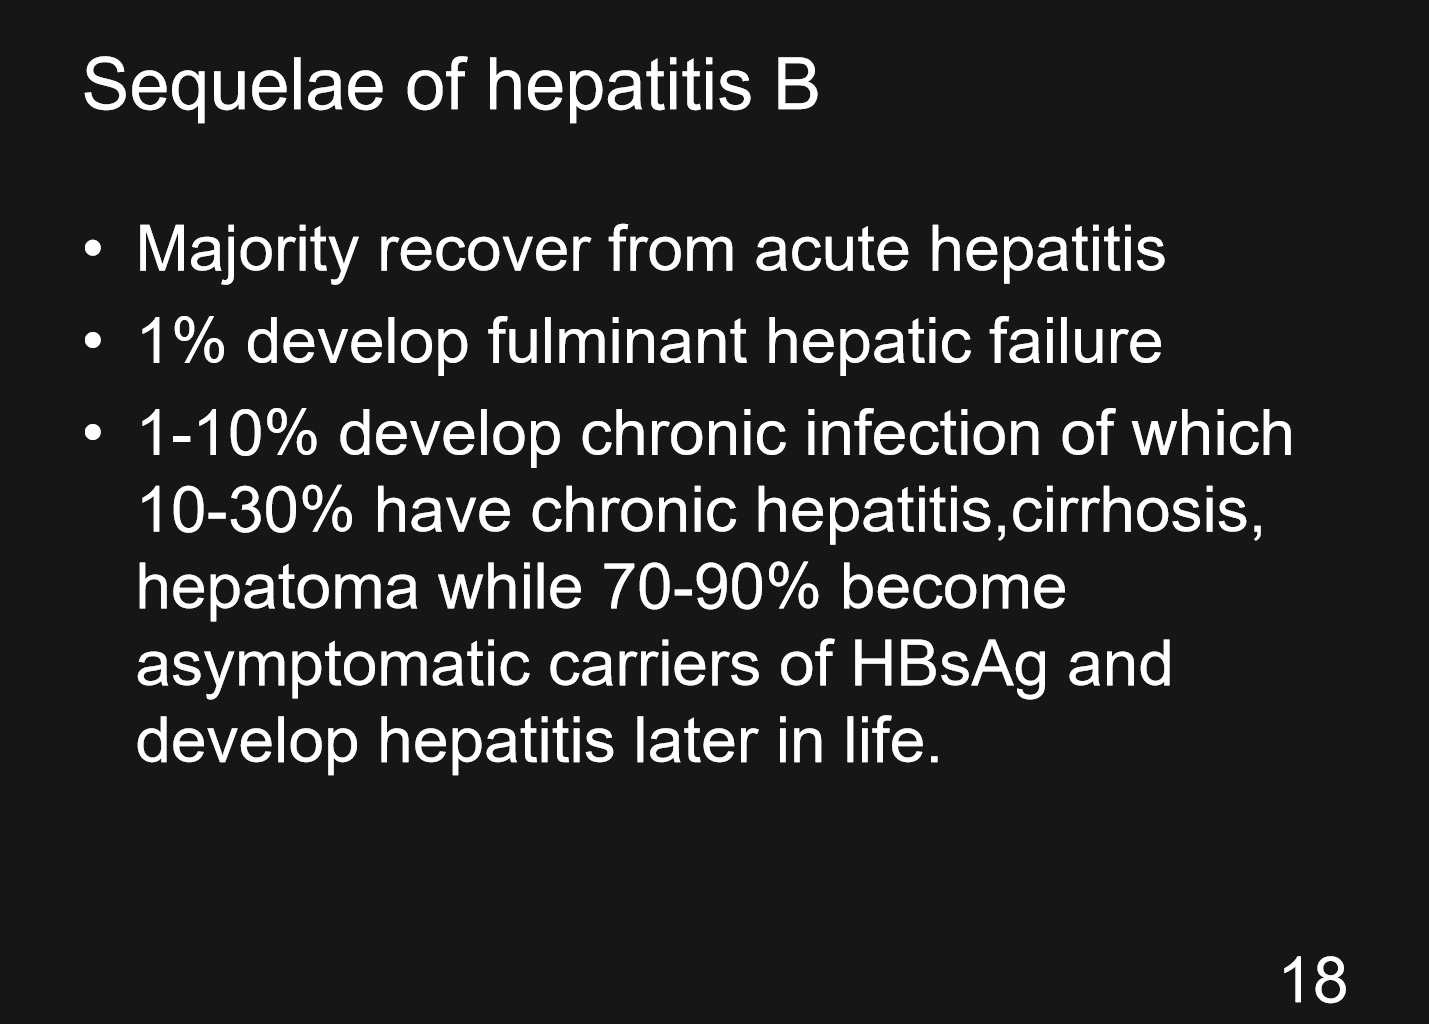 Sequelae of hepatitis B
• Majority recover from acute hepatitis
• 1% develop fulminant hepatic failure
• 1-10% develop chronic infection of which
10-30% have chronic hepatitis,cirrhosis,
hepatoma while 70-90% become
asymptomatic carriers of HBsAg and
develop hepatitis later in life.
18